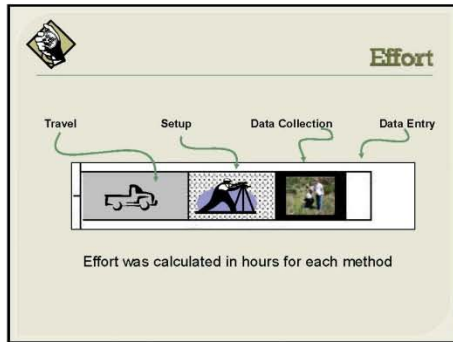 Effort
Travel Setup Data Collection Data Entry
Effort was calculated in hours for each method